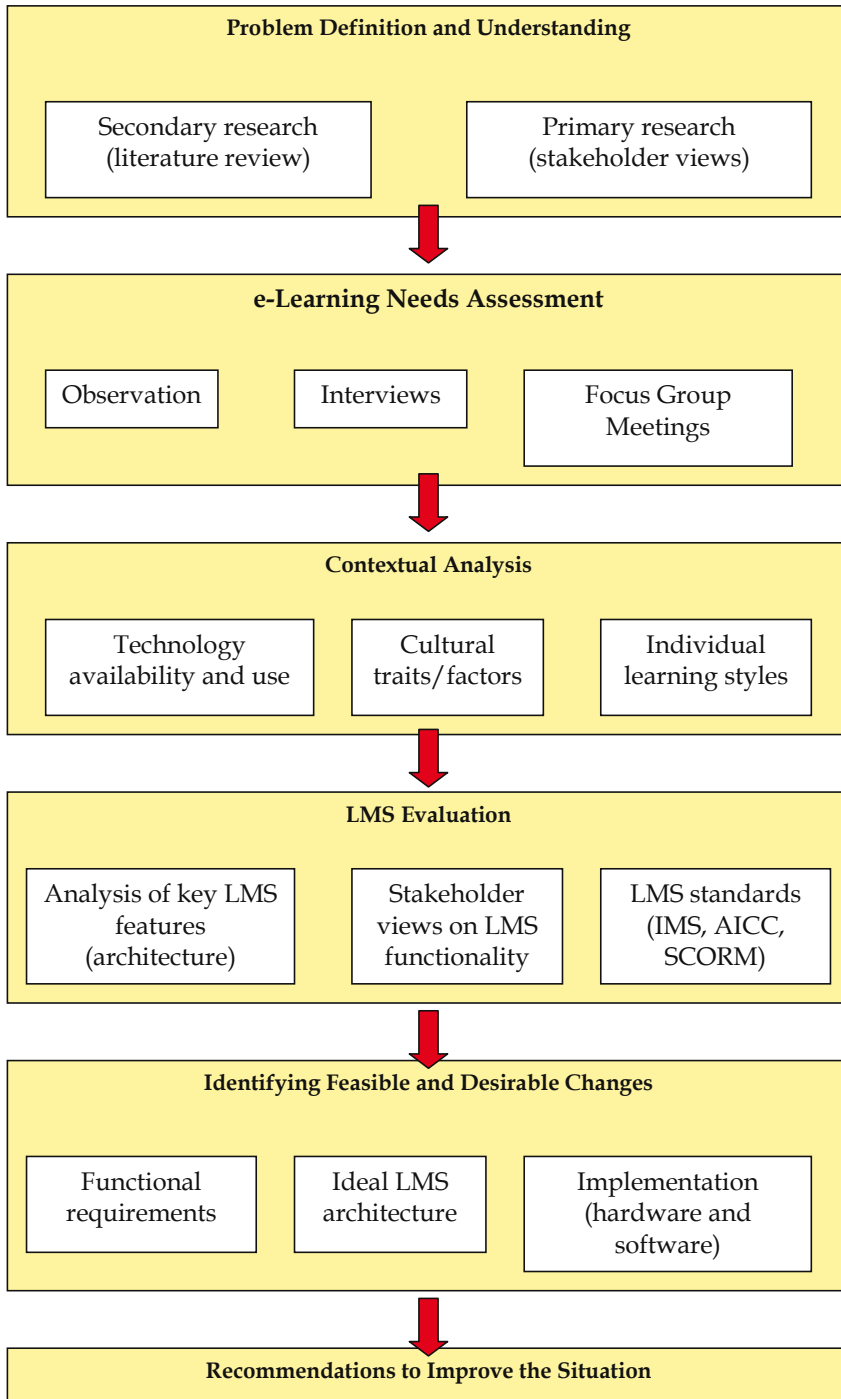 Problem Definition and Understanding
Secondary research
(literature review)
Primary research
(stakeholder views)
e-Learning Needs Assessment
Observation
Interviews
Focus Group
Meetings
Contextual Analysis
Technology
availability and use
Cultural
traits/factors
Individual
learning styles
LMS Evaluation
Analysis of key LMS
features
(architecture)
Stakeholder
views on LMS
functionality
LMS standards
(IMS, AICC,
SCORM)
Identifying Feasible and Desirable Changes
Functional
requirements
Ideal LMS
architecture
Implementation
(hardware and
software)
Recommendations to Improve the Situation